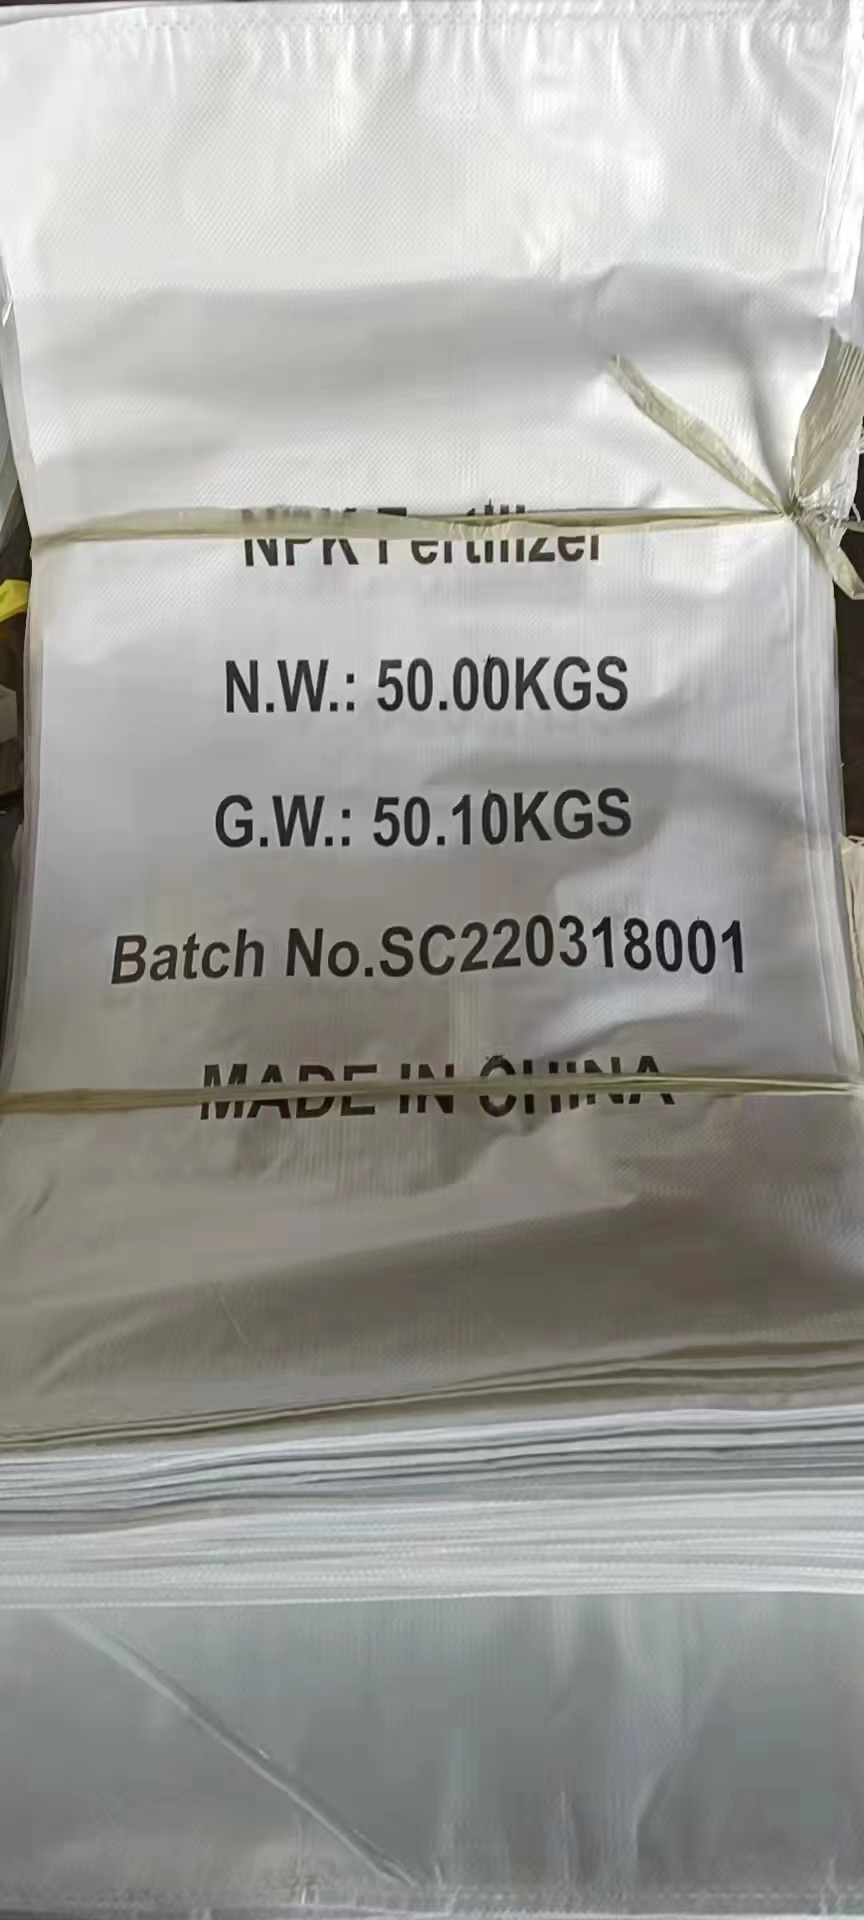 NPK Fertilizer
N.W.: 50.00KGS
G.W.: 50.10KGS
Batch No.SC220318001
MADE IN CHINA